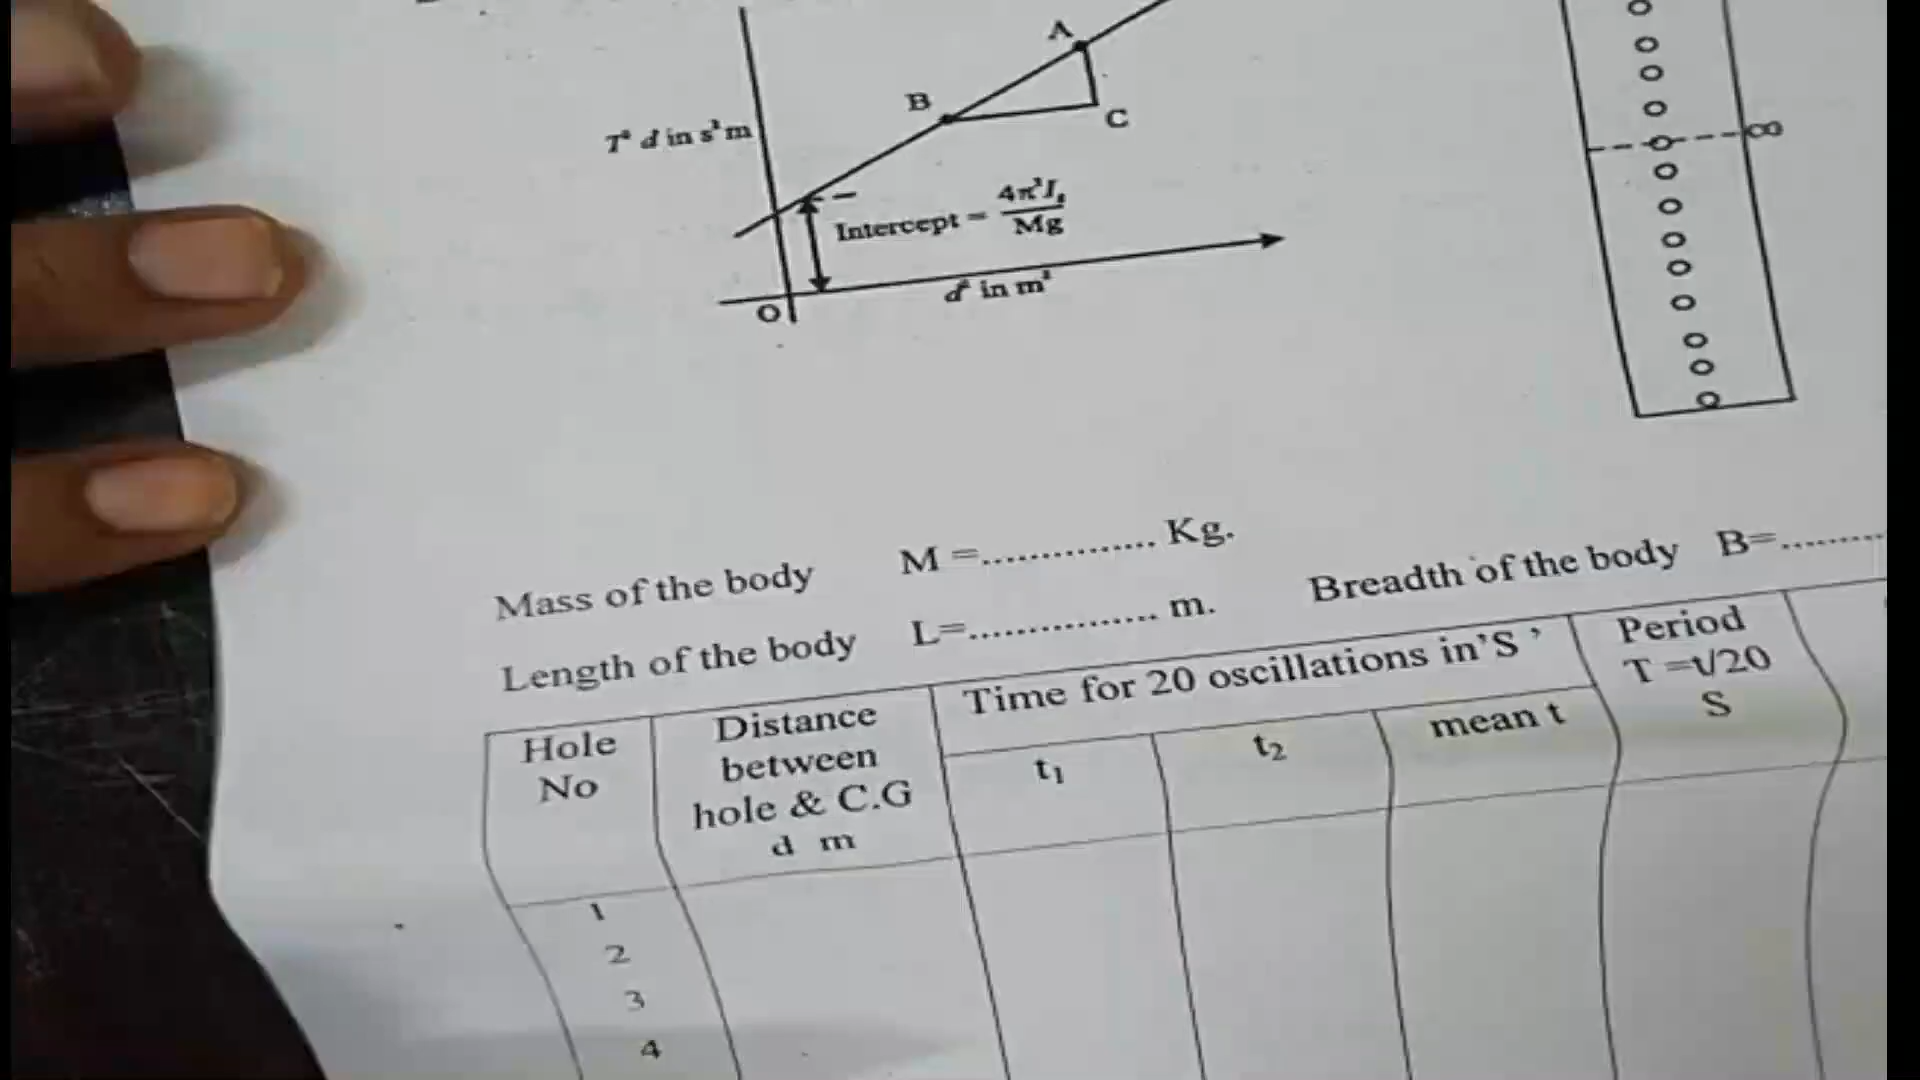 A
B
C
T² d in s²m
Intercept = 4π²I
Mg
d² in m²
O
Mass of the body M =............... Kg.
Length of the body L=................ m. Breadth of the body B=.........
Hole No
Distance between hole & C.G d m
Time for 20 oscillations in'S '
t₁
t₂
mean t
Period T =t/20 S
1
2
3
4